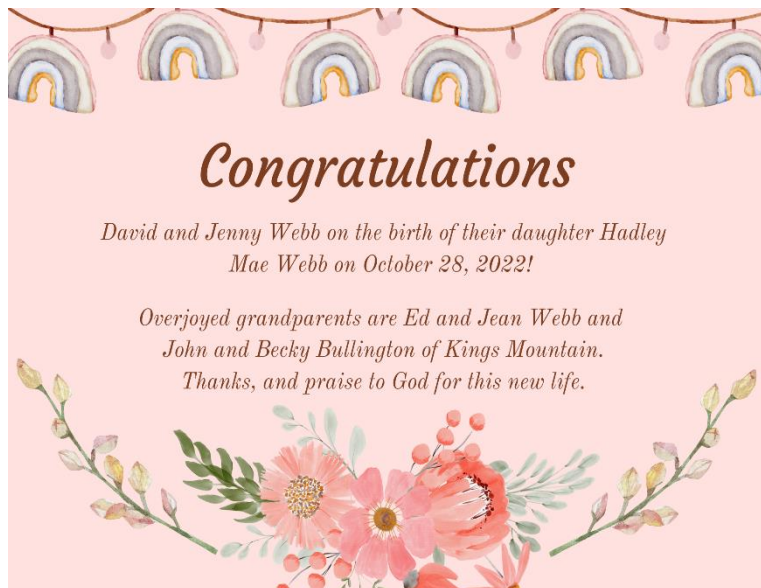 Congratulations
David and Jenny Webb on the birth of their daughter Hadley
Mae Webb on October 28, 2022!
Overjoyed grandparents are Ed and Jean Webb and
John and Becky Bullington of Kings Mountain.
Thanks, and praise to God for this new life.